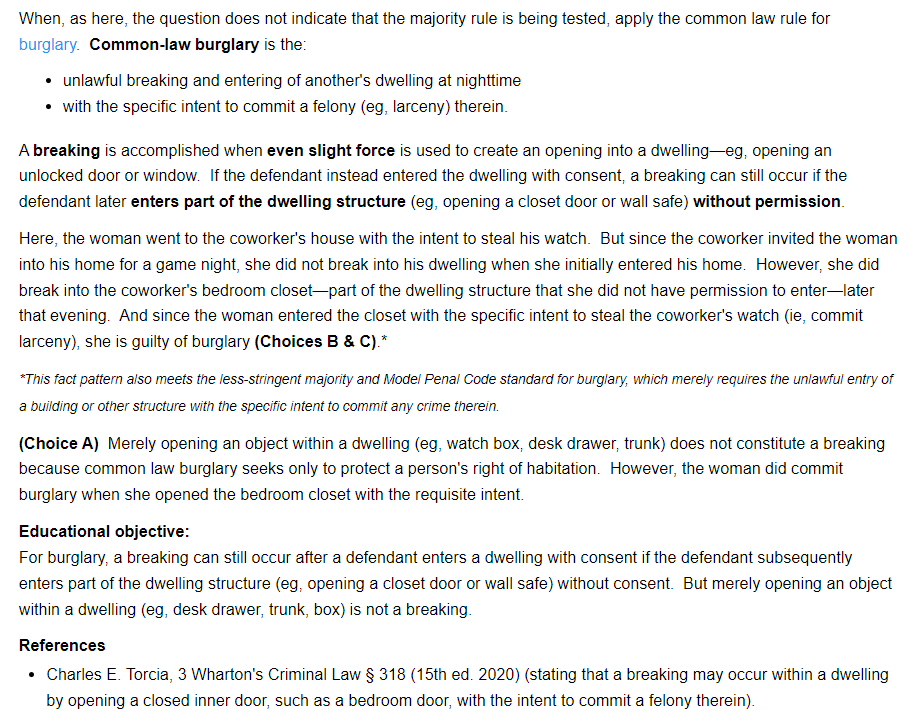 When, as here, the question does not indicate that the majority rule is being tested, apply the common law rule for
burglary. Common-law burglary is the:
• unlawful breaking and entering of another's dwelling at nighttime
• with the specific intent to commit a felony (eg, larceny) therein.
A breaking is accomplished when even slight force is used to create an opening into a dwelling—eg, opening an
unlocked door or window. If the defendant instead entered the dwelling with consent, a breaking can still occur if the
defendant later enters part of the dwelling structure (eg, opening a closet door or wall safe) without permission.
Here, the woman went to the coworker's house with the intent to steal his watch. But since the coworker invited the woman
into his home for a game night, she did not break into his dwelling when she initially entered his home. However, she did
break into the coworker's bedroom closet—part of the dwelling structure that she did not have permission to enter—later
that evening. And since the woman entered the closet with the specific intent to steal the coworker's watch (ie, commit
larceny), she is guilty of burglary (Choices B & C).*
*This fact pattern also meets the less-stringent majority and Model Penal Code standard for burglary, which merely requires the unlawful entry of
a building or other structure with the specific intent to commit any crime therein.
(Choice A) Merely opening an object within a dwelling (eg, watch box, desk drawer, trunk) does not constitute a breaking
because common law burglary seeks only to protect a person's right of habitation. However, the woman did commit
burglary when she opened the bedroom closet with the requisite intent.
Educational objective:
For burglary, a breaking can still occur after a defendant enters a dwelling with consent if the defendant subsequently
enters part of the dwelling structure (eg, opening a closet door or wall safe) without consent. But merely opening an object
within a dwelling (eg, desk drawer, trunk, box) is not a breaking.
References
• Charles E. Torcia, 3 Wharton's Criminal Law § 318 (15th ed. 2020) (stating that a breaking may occur within a dwelling
by opening a closed inner door, such as a bedroom door, with the intent to commit a felony therein).